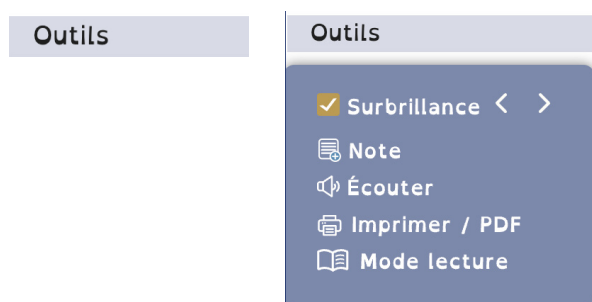 Outils
Outils
Surbrillance
Note
Écouter
Imprimer / PDF
Mode lecture